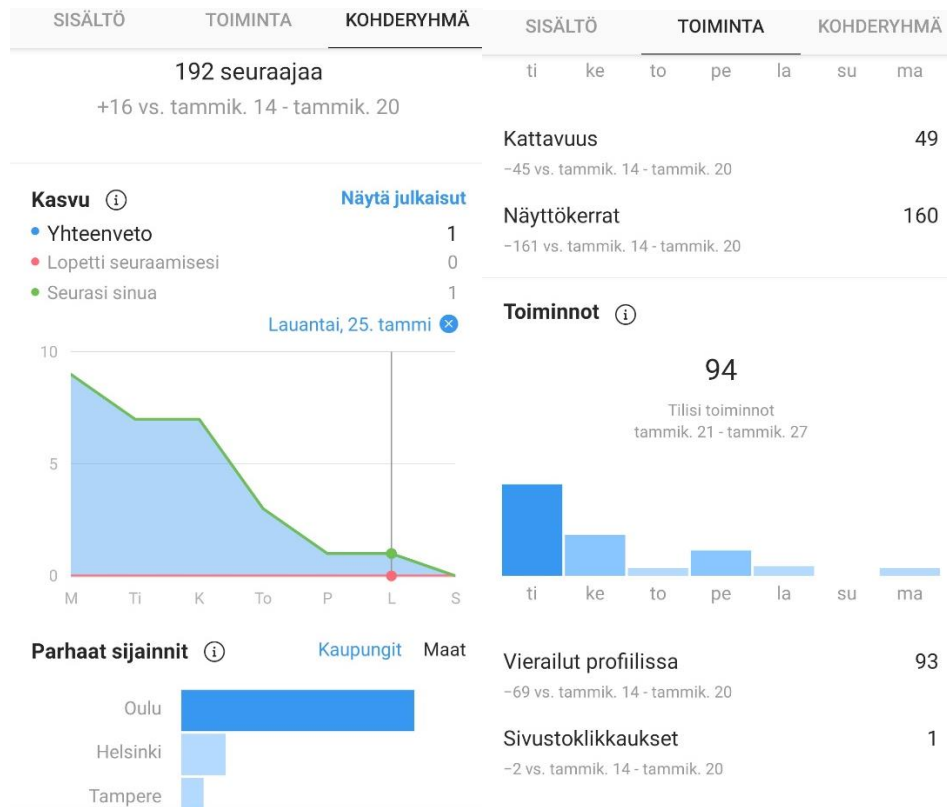 SISÄLTÖ TOIMINTA KOHDERYHMÄ
192 seuraajaa
+16 vs. tammik. 14 - tammik. 20
Kasvu Näytä julkaisut
Yhteenveto 1
Lopetti seuraamisesi 0
Seurasi sinua 1
Lauantai, 25. tammi
10
5
0
M Ti K To P L S
Parhaat sijainnit Kaupungit Maat
Oulu
Helsinki
Tampere
SISÄLTÖ TOIMINTA KOHDERYHMÄ
ti ke to pe la su ma
Kattavuus 49
−45 vs. tammik. 14 - tammik. 20
Näyttökerrat 160
−161 vs. tammik. 14 - tammik. 20
Toiminnot
94
Tilisi toiminnot
tammik. 21 - tammik. 27
ti ke to pe la su ma
Vierailut profiilissa 93
−69 vs. tammik. 14 - tammik. 20
Sivustoklikkaukset 1
−2 vs. tammik. 14 - tammik. 20